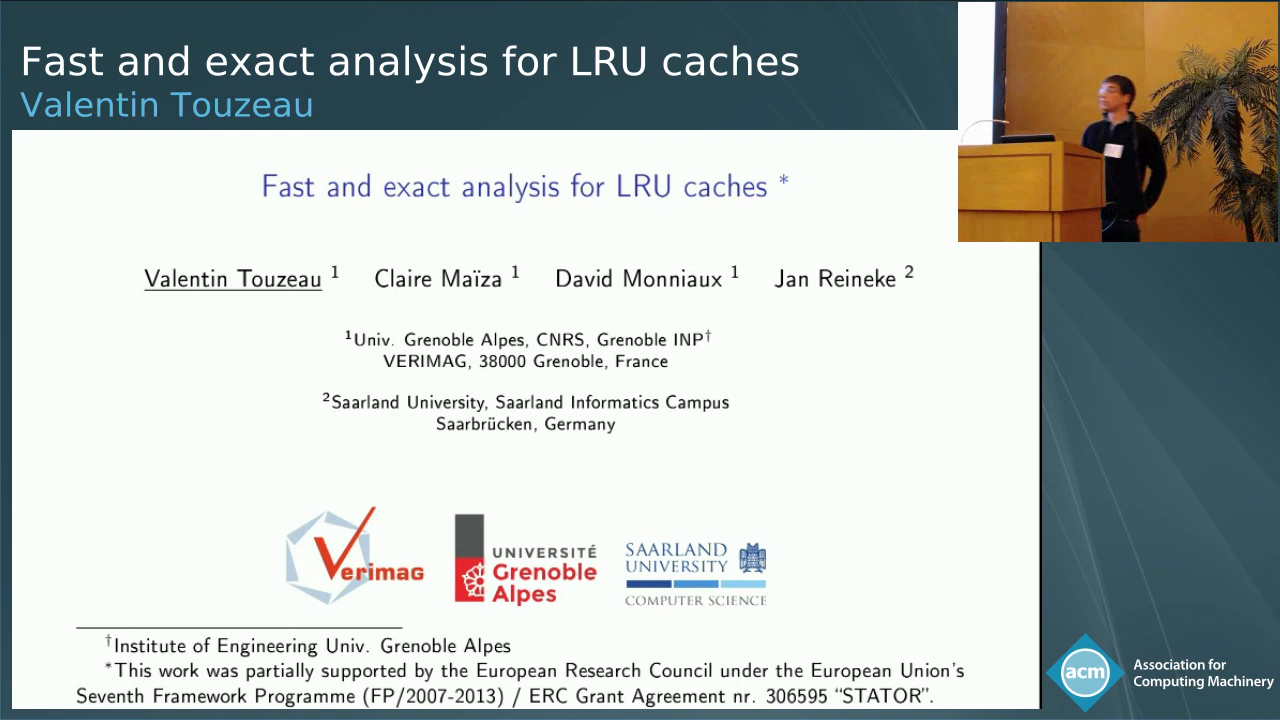 Fast and exact analysis for LRU caches
Valentin Touzeau
Fast and exact analysis for LRU caches *
Valentin Touzeau 1 Claire Maïza 1 David Monniaux 1 Jan Reineke 2
1Univ. Grenoble Alpes, CNRS, Grenoble INP†
VERIMAG, 38000 Grenoble, France
2Saarland University, Saarland Informatics Campus
Saarbrücken, Germany
Verimag
UNIVERSITÉ
Grenoble
Alpes
SAARLAND
UNIVERSITY
COMPUTER SCIENCE
†Institute of Engineering Univ. Grenoble Alpes
*This work was partially supported by the European Research Council under the European Union's
Seventh Framework Programme (FP/2007-2013) / ERC Grant Agreement nr. 306595 “STATOR”.
acm
Association for
Computing Machinery